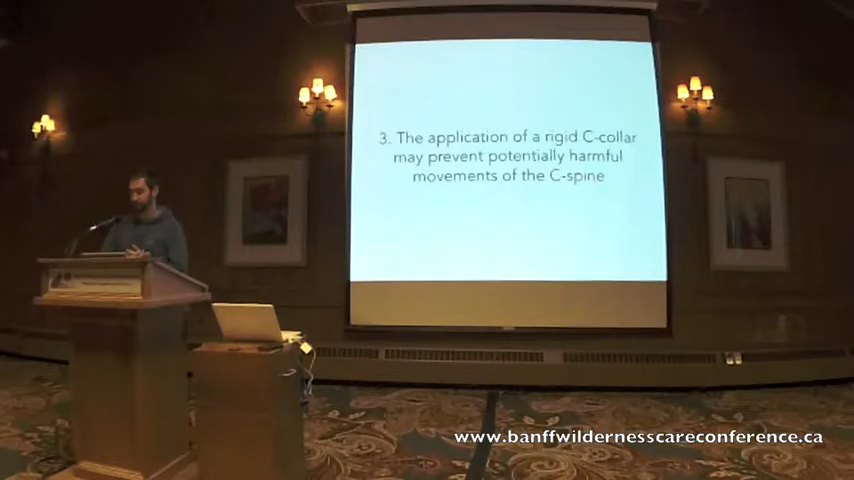 3. The application of a rigid C-collar
may prevent potentially harmful
movements of the C-spine
www.banffwildernesscareconference.ca